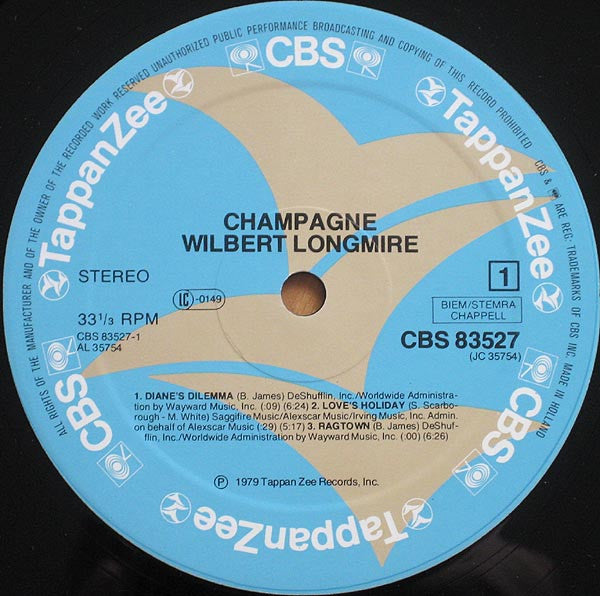 ALL RIGHTS OF THE MANUFACTURER AND OF THE OWNER OF THE RECORDED WORK RESERVED UNAUTHORIZED PUBLIC PERFORMANCE BROADCASTING AND COPYING OF THIS RECORD PROHIBITED CBS & ARE REG: TRADEMARKS OF CBS INC. MADE IN HOLLAND
CBS
TappanZee
CBS
TappanZee
CBS
TappanZee
TappanZee
CHAMPAGNE
WILBERT LONGMIRE
STEREO
33 1/3 RPM
CBS 83527-1
AL 35754
LC -0149
1
BIEM/STEMRA
CHAPPELL
CBS 83527
(JC 35754)
1. DIANE'S DILEMMA (B. James) DeShufflin, Inc./Worldwide Administra-
tion by Wayward Music, Inc. (:09) (6:24) 2. LOVE'S HOLIDAY (S. Scarbo-
rough - M. White) Saggifire Music/Alexscar Music/Irving Music, Inc. Admin.
on behalf of Alexscar Music (:29) (5:17) 3. RAGTOWN (B. James) DeShuf-
flin, Inc./Worldwide Administration by Wayward Music, Inc. (:00) (6:26)
Ⓟ 1979 Tappan Zee Records, Inc.